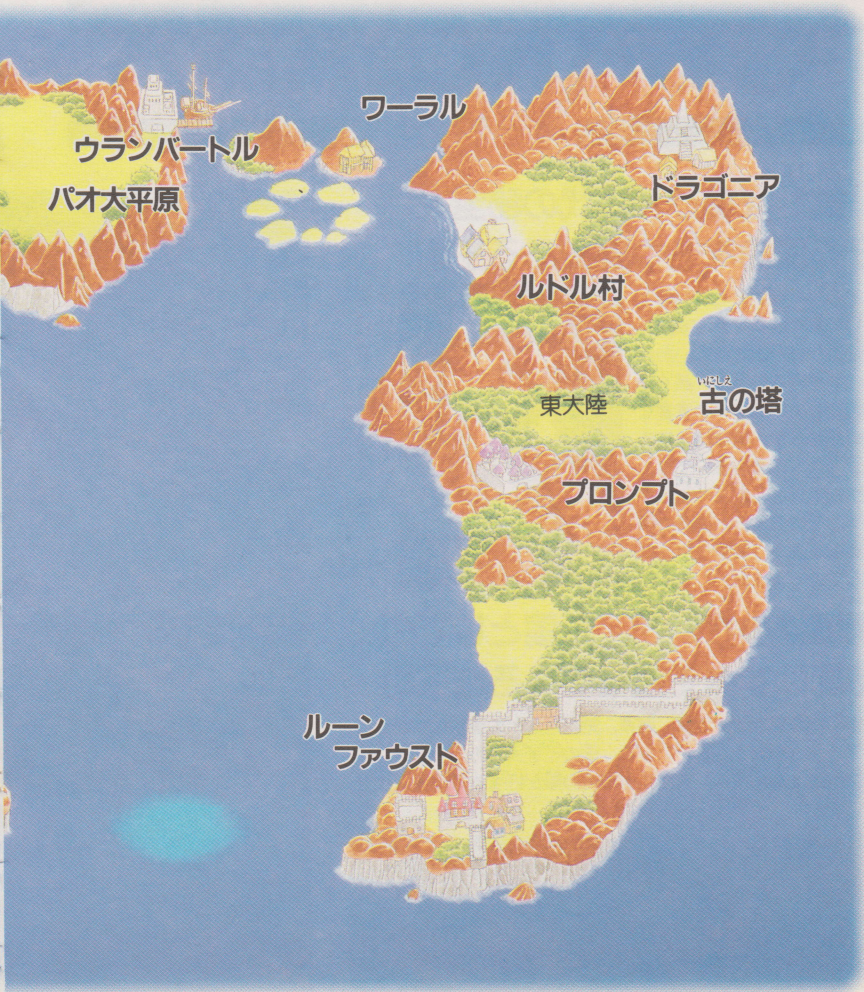 ワーラル
ウランバートル
パオ大平原
ドラゴニア
ルドル村
いにしえ
古の塔
東大陸
プロンプト
ルーン
ファウスト